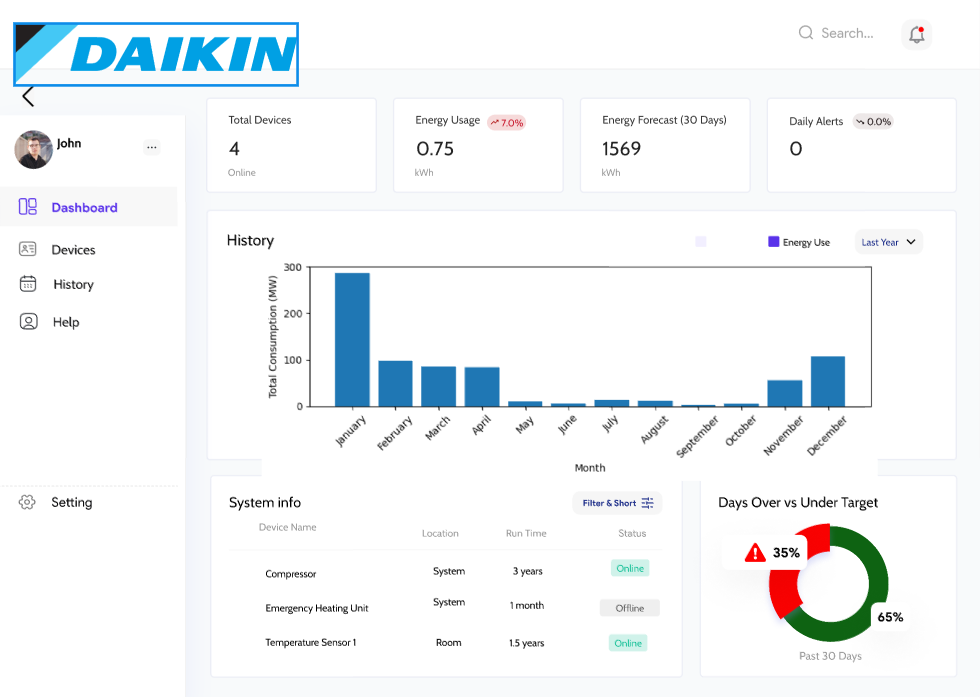 DAIKIN
Search...
John
...
Dashboard
Devices
History
Help
Setting
Total Devices
4
Online
Energy Usage 7.0%
0.75
kWh
Energy Forecast (30 Days)
1569
kWh
Daily Alerts 0.0%
0
History
Energy Use
Last Year
Total Consumption (MW)
300
200
100
0
January
February
March
April
May
June
July
August
September
October
November
December
Month
System info
Filter & Short
Device Name Location Run Time Status
Compressor System 3 years Online
Emergency Heating Unit System 1 month Offline
Temperature Sensor 1 Room 1.5 years Online
Days Over vs Under Target
35%
65%
Past 30 Days